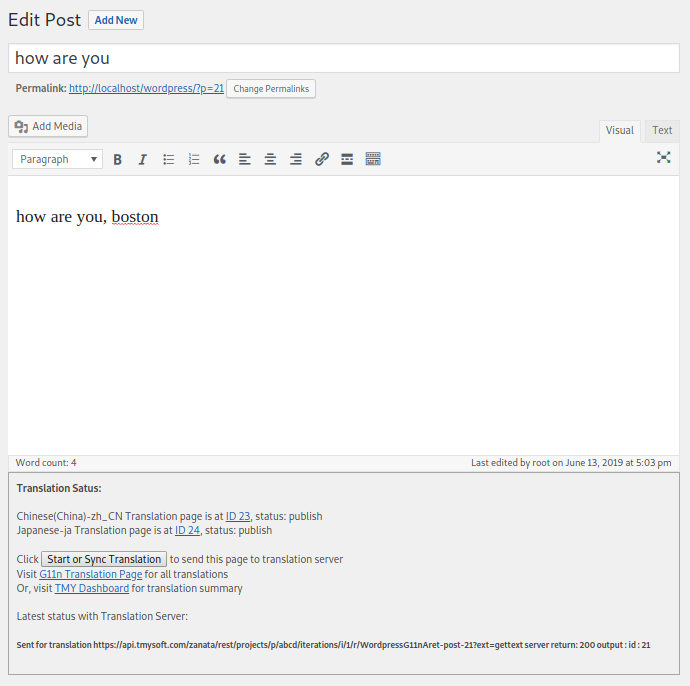 Edit Post Add New
how are you
Permalink: http://localhost/wordpress/?p=21 Change Permalinks
Add Media
Visual Text
Paragraph B I
how are you, boston
Word count: 4 Last edited by root on June 13, 2019 at 5:03 pm
Translation Satus:
Chinese(China)-zh_CN Translation page is at ID 23, status: publish
Japanese-ja Translation page is at ID 24, status: publish
Click Start or Sync Translation to send this page to translation server
Visit G11n Translation Page for all translations
Or, visit TMY Dashboard for translation summary
Latest status with Translation Server:
Sent for translation https://api.tmysoft.com/zanata/rest/projects/p/abcd/iterations/i/1/r/WordpressG11nAret-post-21?ext=gettext server return: 200 output : id : 21